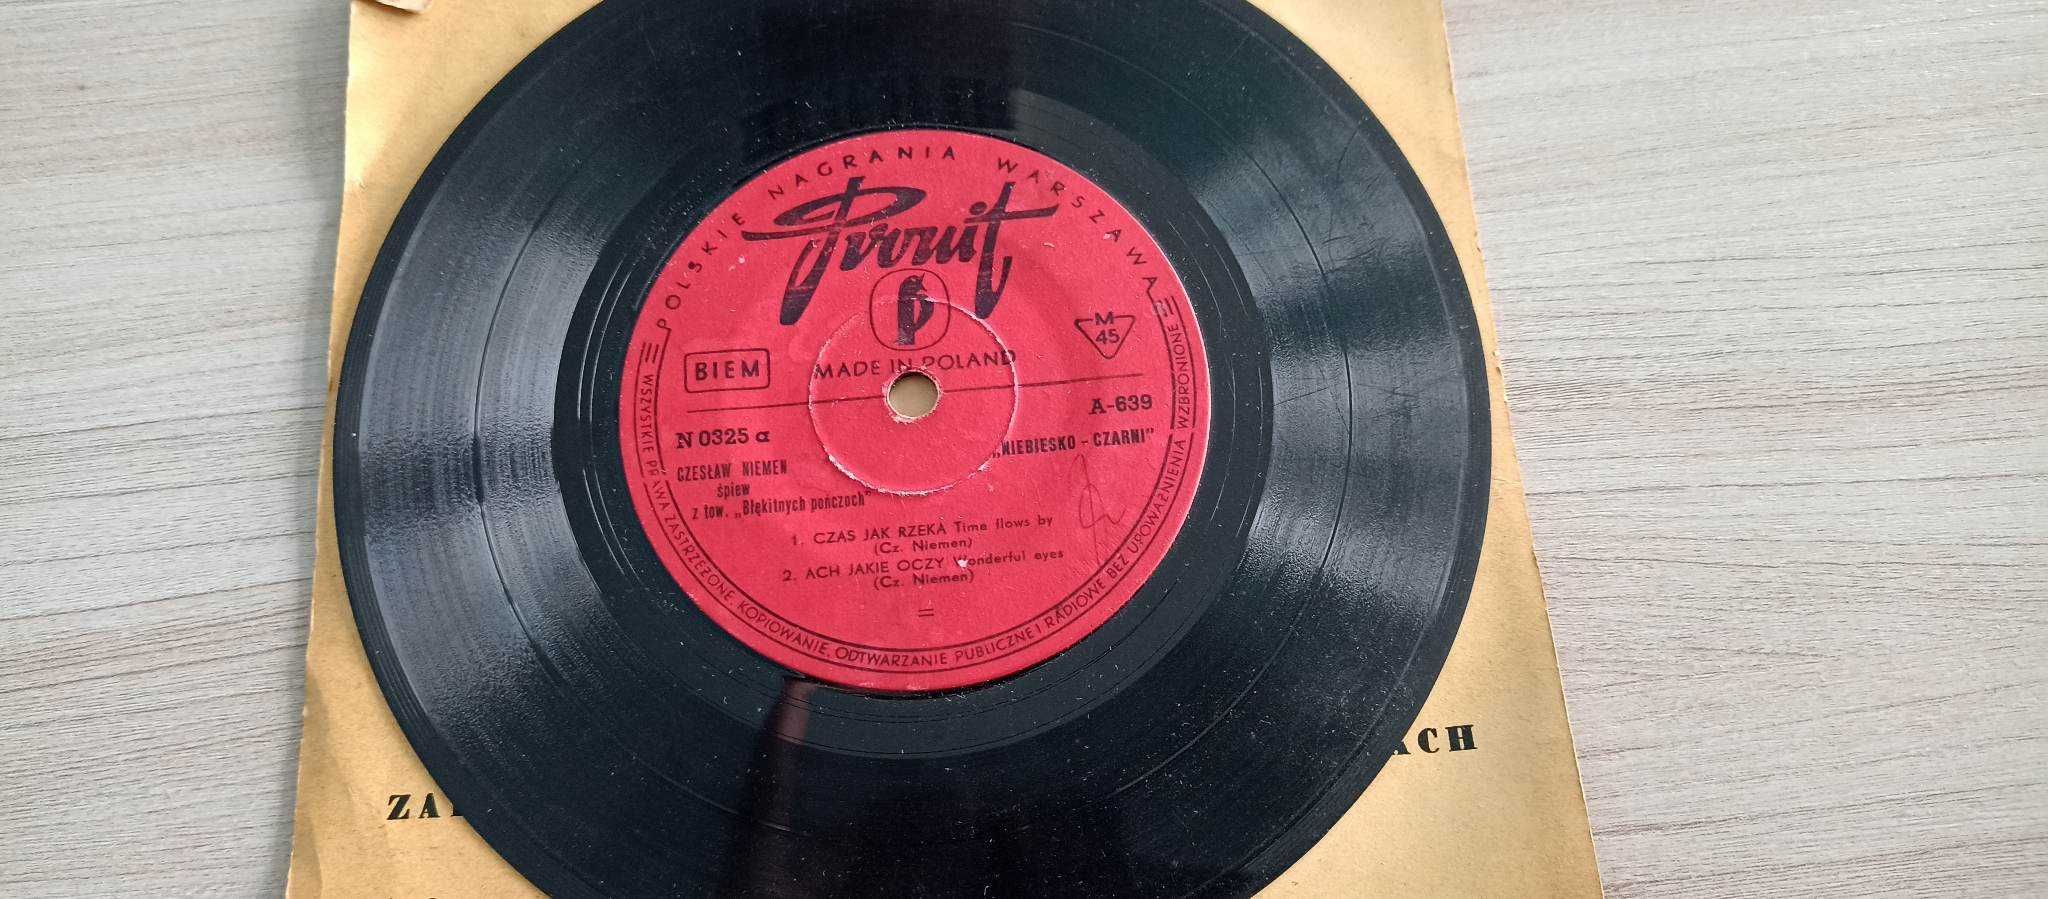 POLSKIE NAGRANIA WARSZAWA
Pronit
BIEM
MADE IN POLAND
M
45
N 0325 α
A-639
CZESŁAW NIEMEN
„NIEBIESKO - CZARNI”
śpiew
z tow. „Błękitnych pończoch”
1. CZAS JAK RZEKA Time flows by
(Cz. Niemen)
2. ACH JAKIE OCZY Wonderful eyes
(Cz. Niemen)
WSZYSTKIE PRAWA ZASTRZEŻONE. KOPIOWANIE, ODTWARZANIE PUBLICZNE I RADIOWE BEZ UPOWAŻNIENIA WZBRONIONE